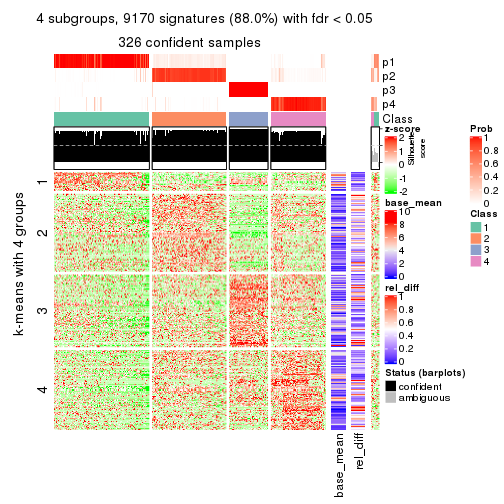 4 subgroups, 9170 signatures (88.0%) with fdr < 0.05
326 confident samples
p1
p2
p3
p4
Class
Silhouette
score
k-means with 4 groups
1
2
3
4
base_mean
rel_diff
z-score
2
1
0
-1
-2
base_mean
10
8
6
4
2
0
rel_diff
1
0.8
0.6
0.4
0.2
0
Status (barplots)
confident
ambiguous
Prob
1
0.8
0.6
0.4
0.2
0
Class
1
2
3
4